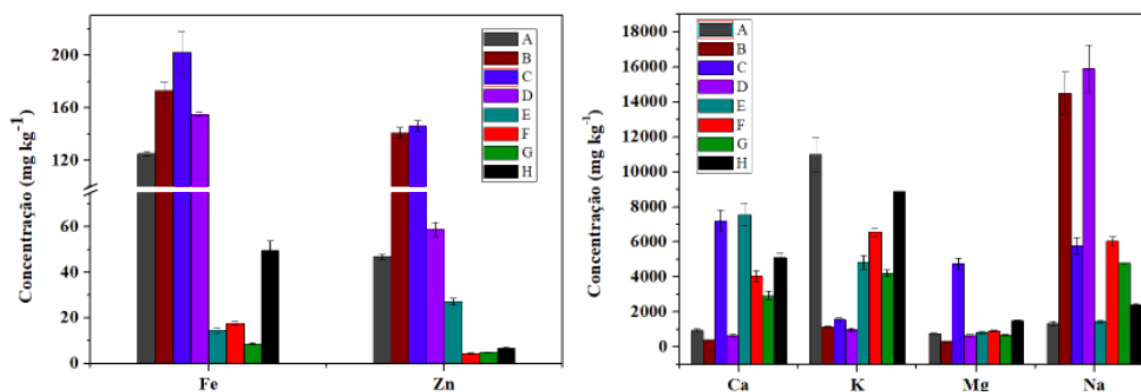 Concentração (mg kg-1)
200
160
120
60
40
20
0
Fe
Zn
A
B
C
D
E
F
G
H
Concentração (mg kg-1)
18000
16000
14000
12000
10000
8000
6000
4000
2000
0
Ca
K
Mg
Na
A
B
C
D
E
F
G
H